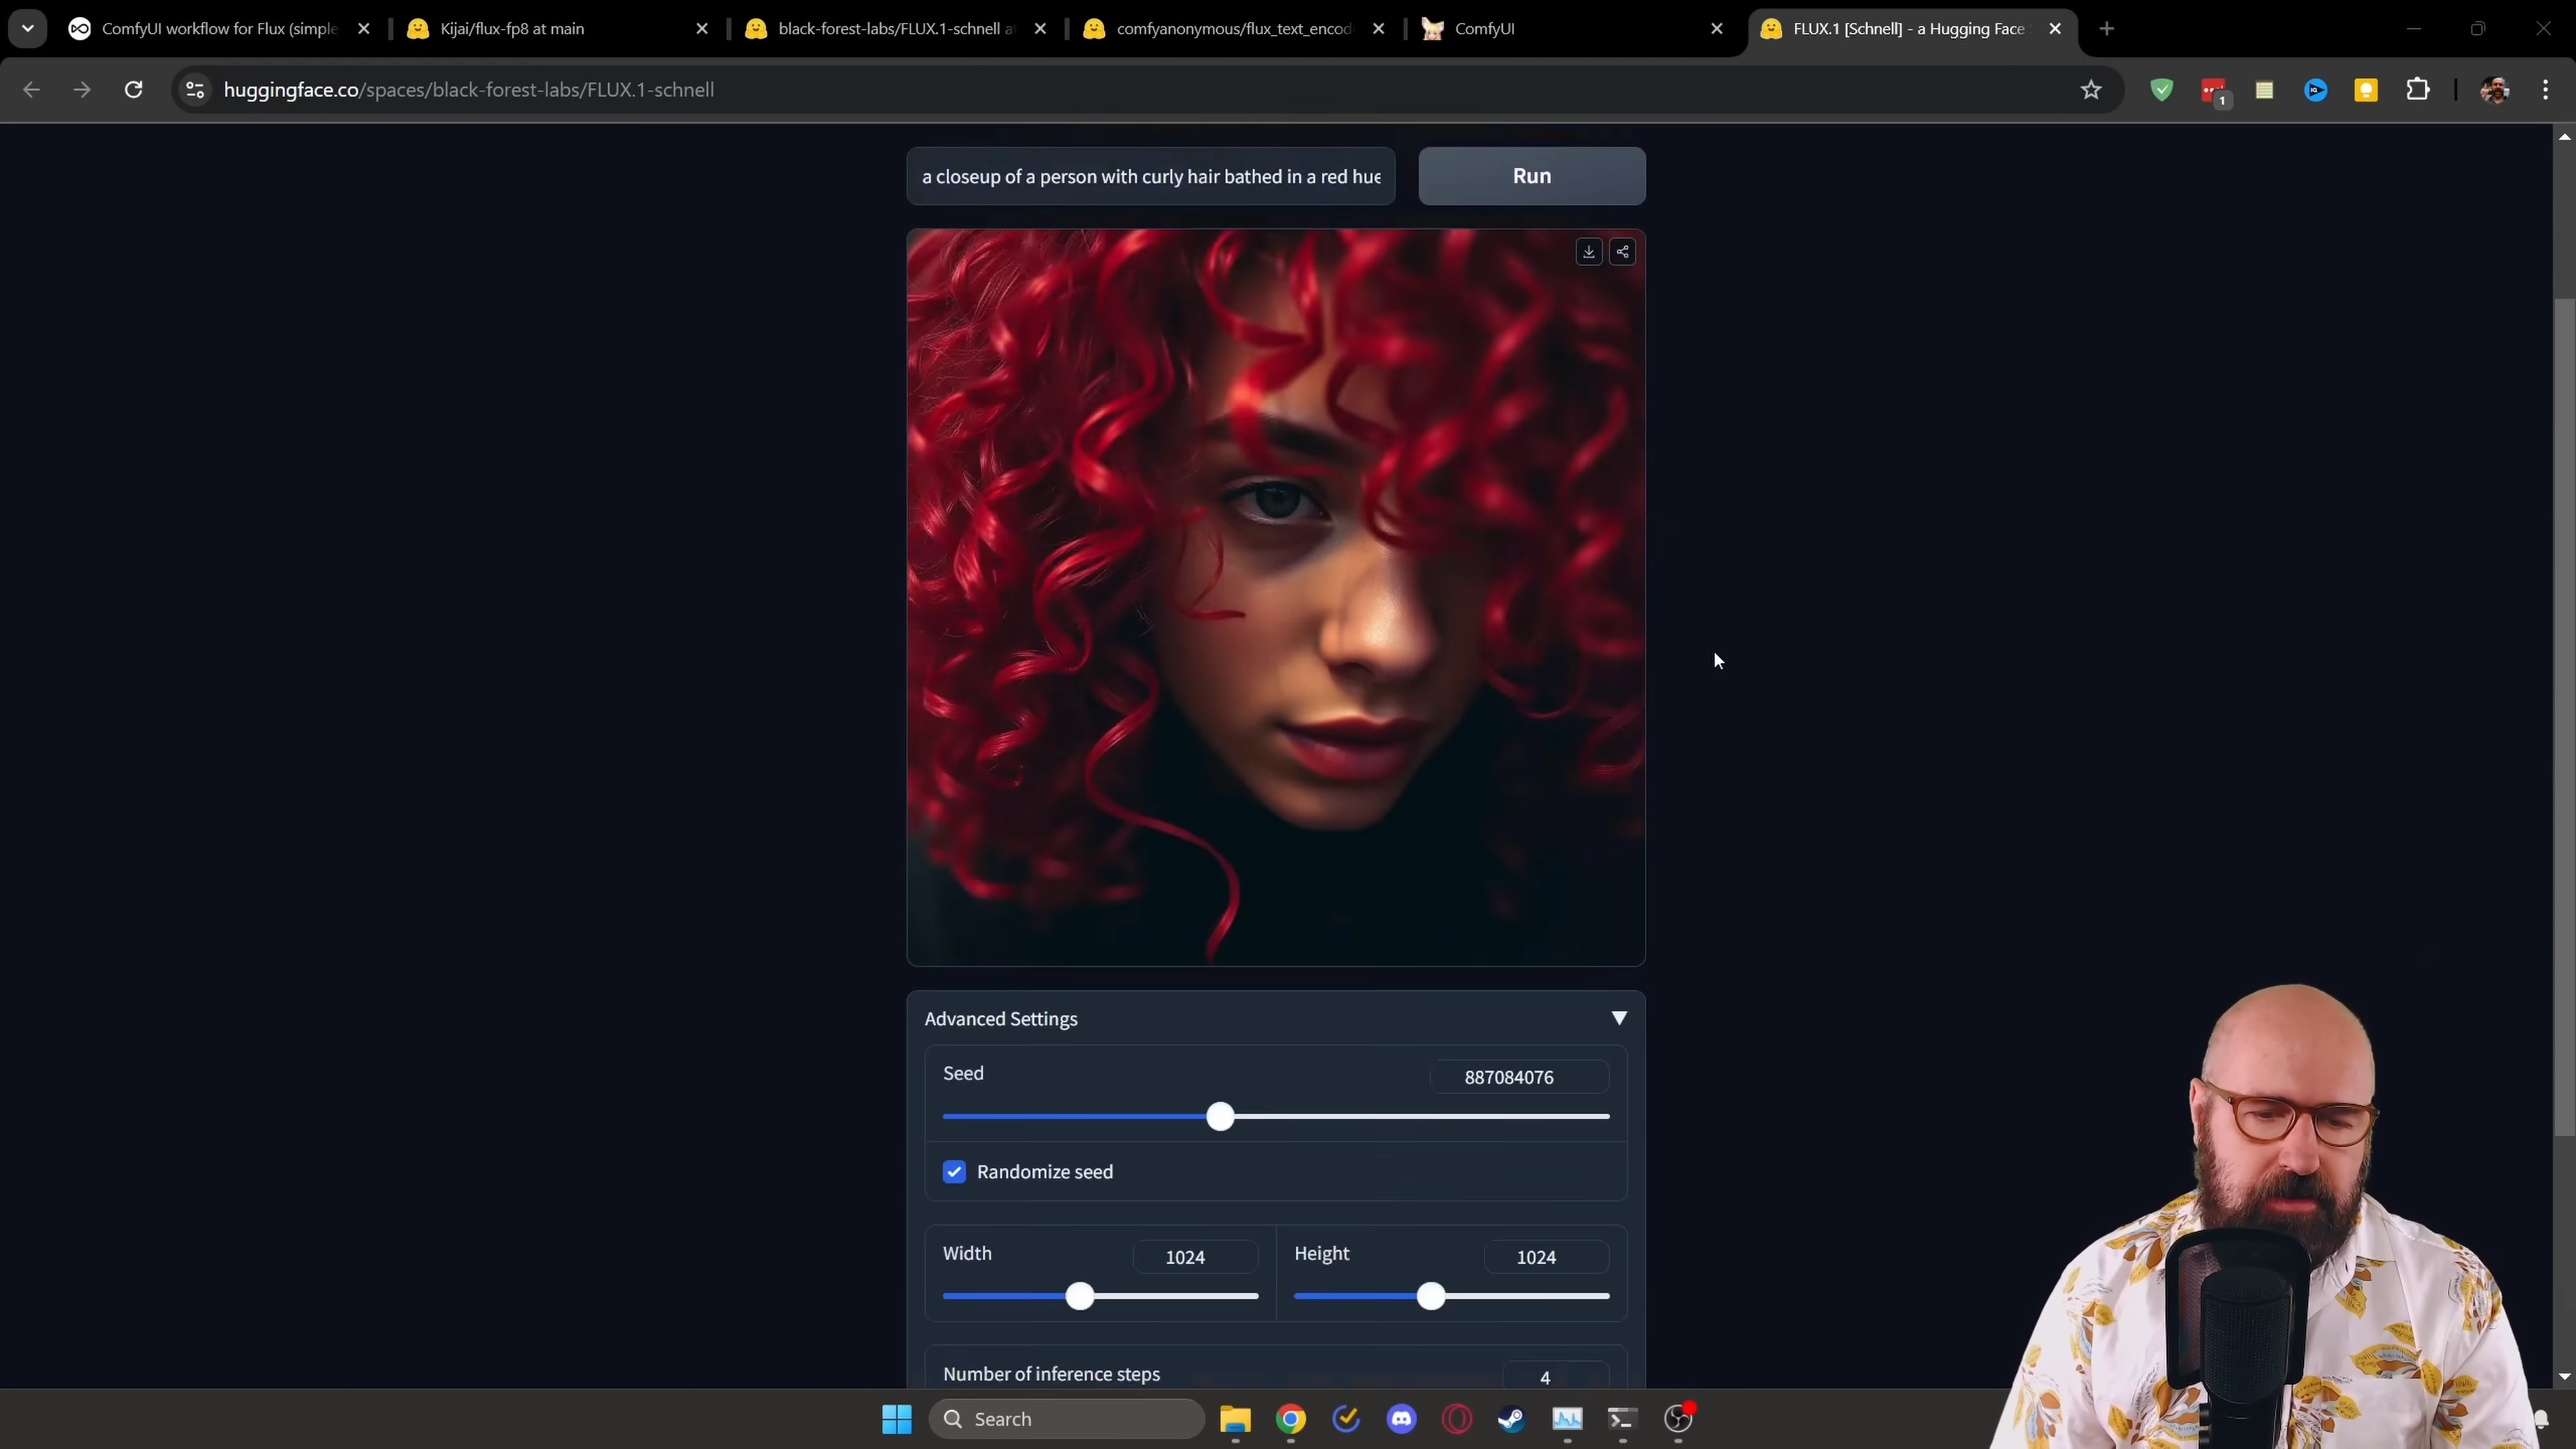 ComfyUI workflow for Flux (simple
Kijai/flux-fp8 at main
black-forest-labs/FLUX.1-schnell at
comfyanonymous/flux_text_encod
ComfyUI
FLUX.1 [Schnell] - a Hugging Face
huggingface.co/spaces/black-forest-labs/FLUX.1-schnell
1
a closeup of a person with curly hair bathed in a red hue
Run
Advanced Settings
Seed
887084076
Randomize seed
Width
1024
Height
1024
Number of inference steps
4
Search